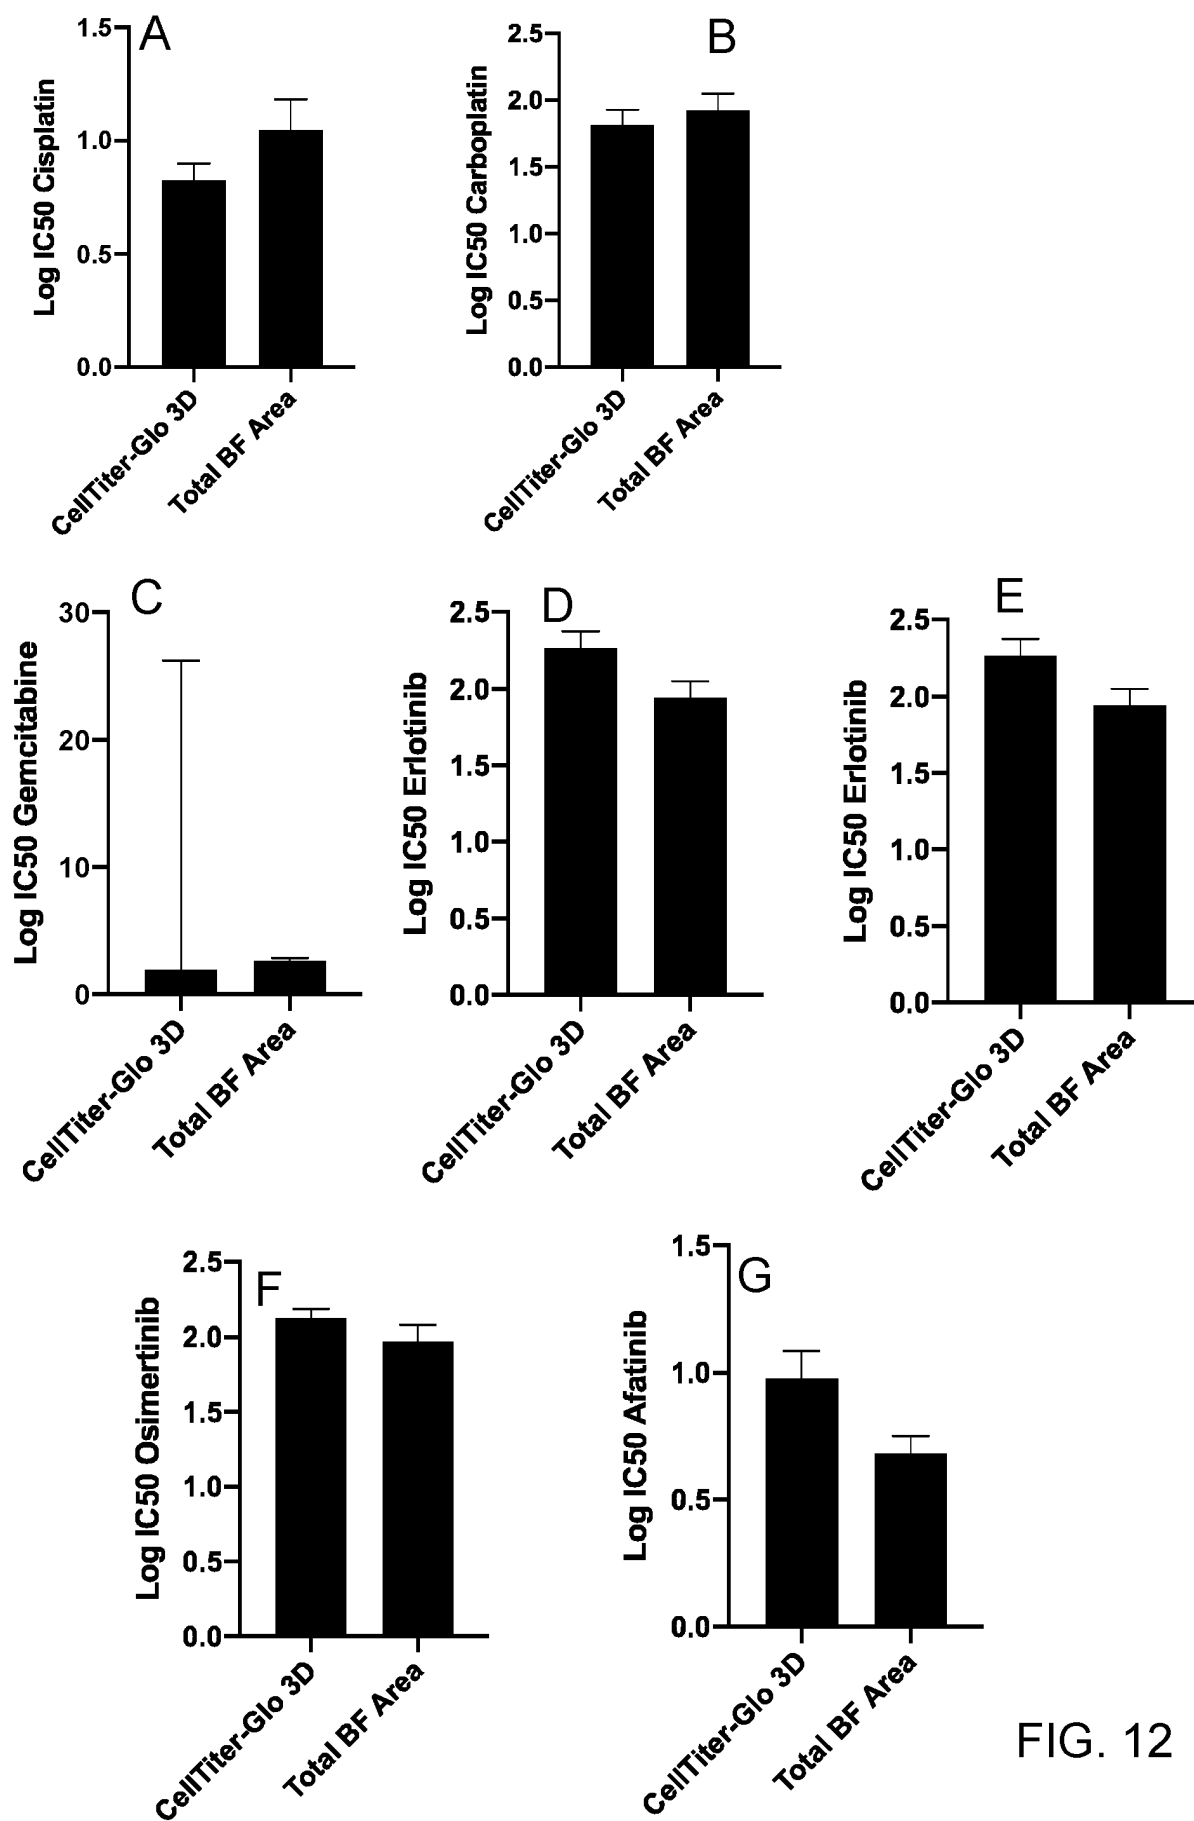 A
Log IC50 Cisplatin
1.5
1.0
0.5
0.0
CellTiter-Glo 3D
Total BF Area
B
Log IC50 Carboplatin
2.5
2.0
1.5
1.0
0.5
0.0
CellTiter-Glo 3D
Total BF Area
C
Log IC50 Gemcitabine
30
20
10
0
CellTiter-Glo 3D
Total BF Area
D
Log IC50 Erlotinib
2.5
2.0
1.5
1.0
0.5
0.0
CellTiter-Glo 3D
Total BF Area
E
Log IC50 Erlotinib
2.5
2.0
1.5
1.0
0.5
0.0
CellTiter-Glo 3D
Total BF Area
F
Log IC50 Osimertinib
2.5
2.0
1.5
1.0
0.5
0.0
CellTiter-Glo 3D
Total BF Area
G
Log IC50 Afatinib
1.5
1.0
0.5
0.0
CellTiter-Glo 3D
Total BF Area
FIG. 12